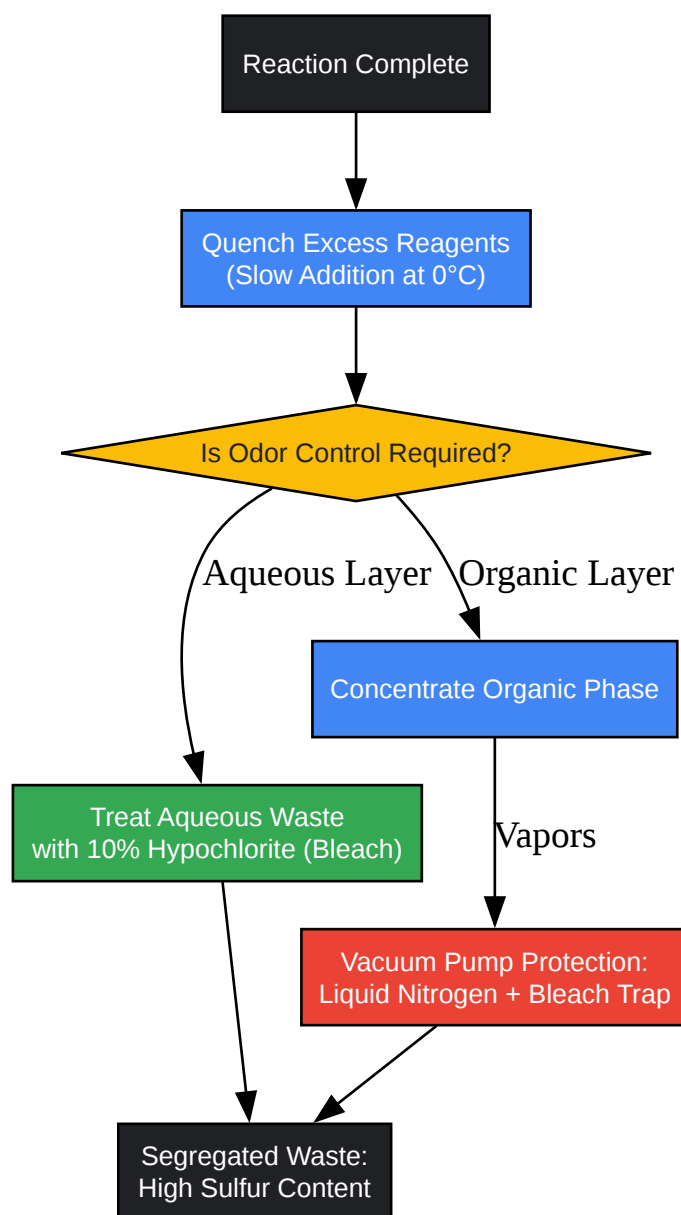 Reaction Complete
Quench Excess Reagents
(Slow Addition at 0°C)
Is Odor Control Required?
Aqueous Layer
Organic Layer
Concentrate Organic Phase
Treat Aqueous Waste
with 10% Hypochlorite (Bleach)
Vapors
Vacuum Pump Protection:
Liquid Nitrogen + Bleach Trap
Segregated Waste:
High Sulfur Content